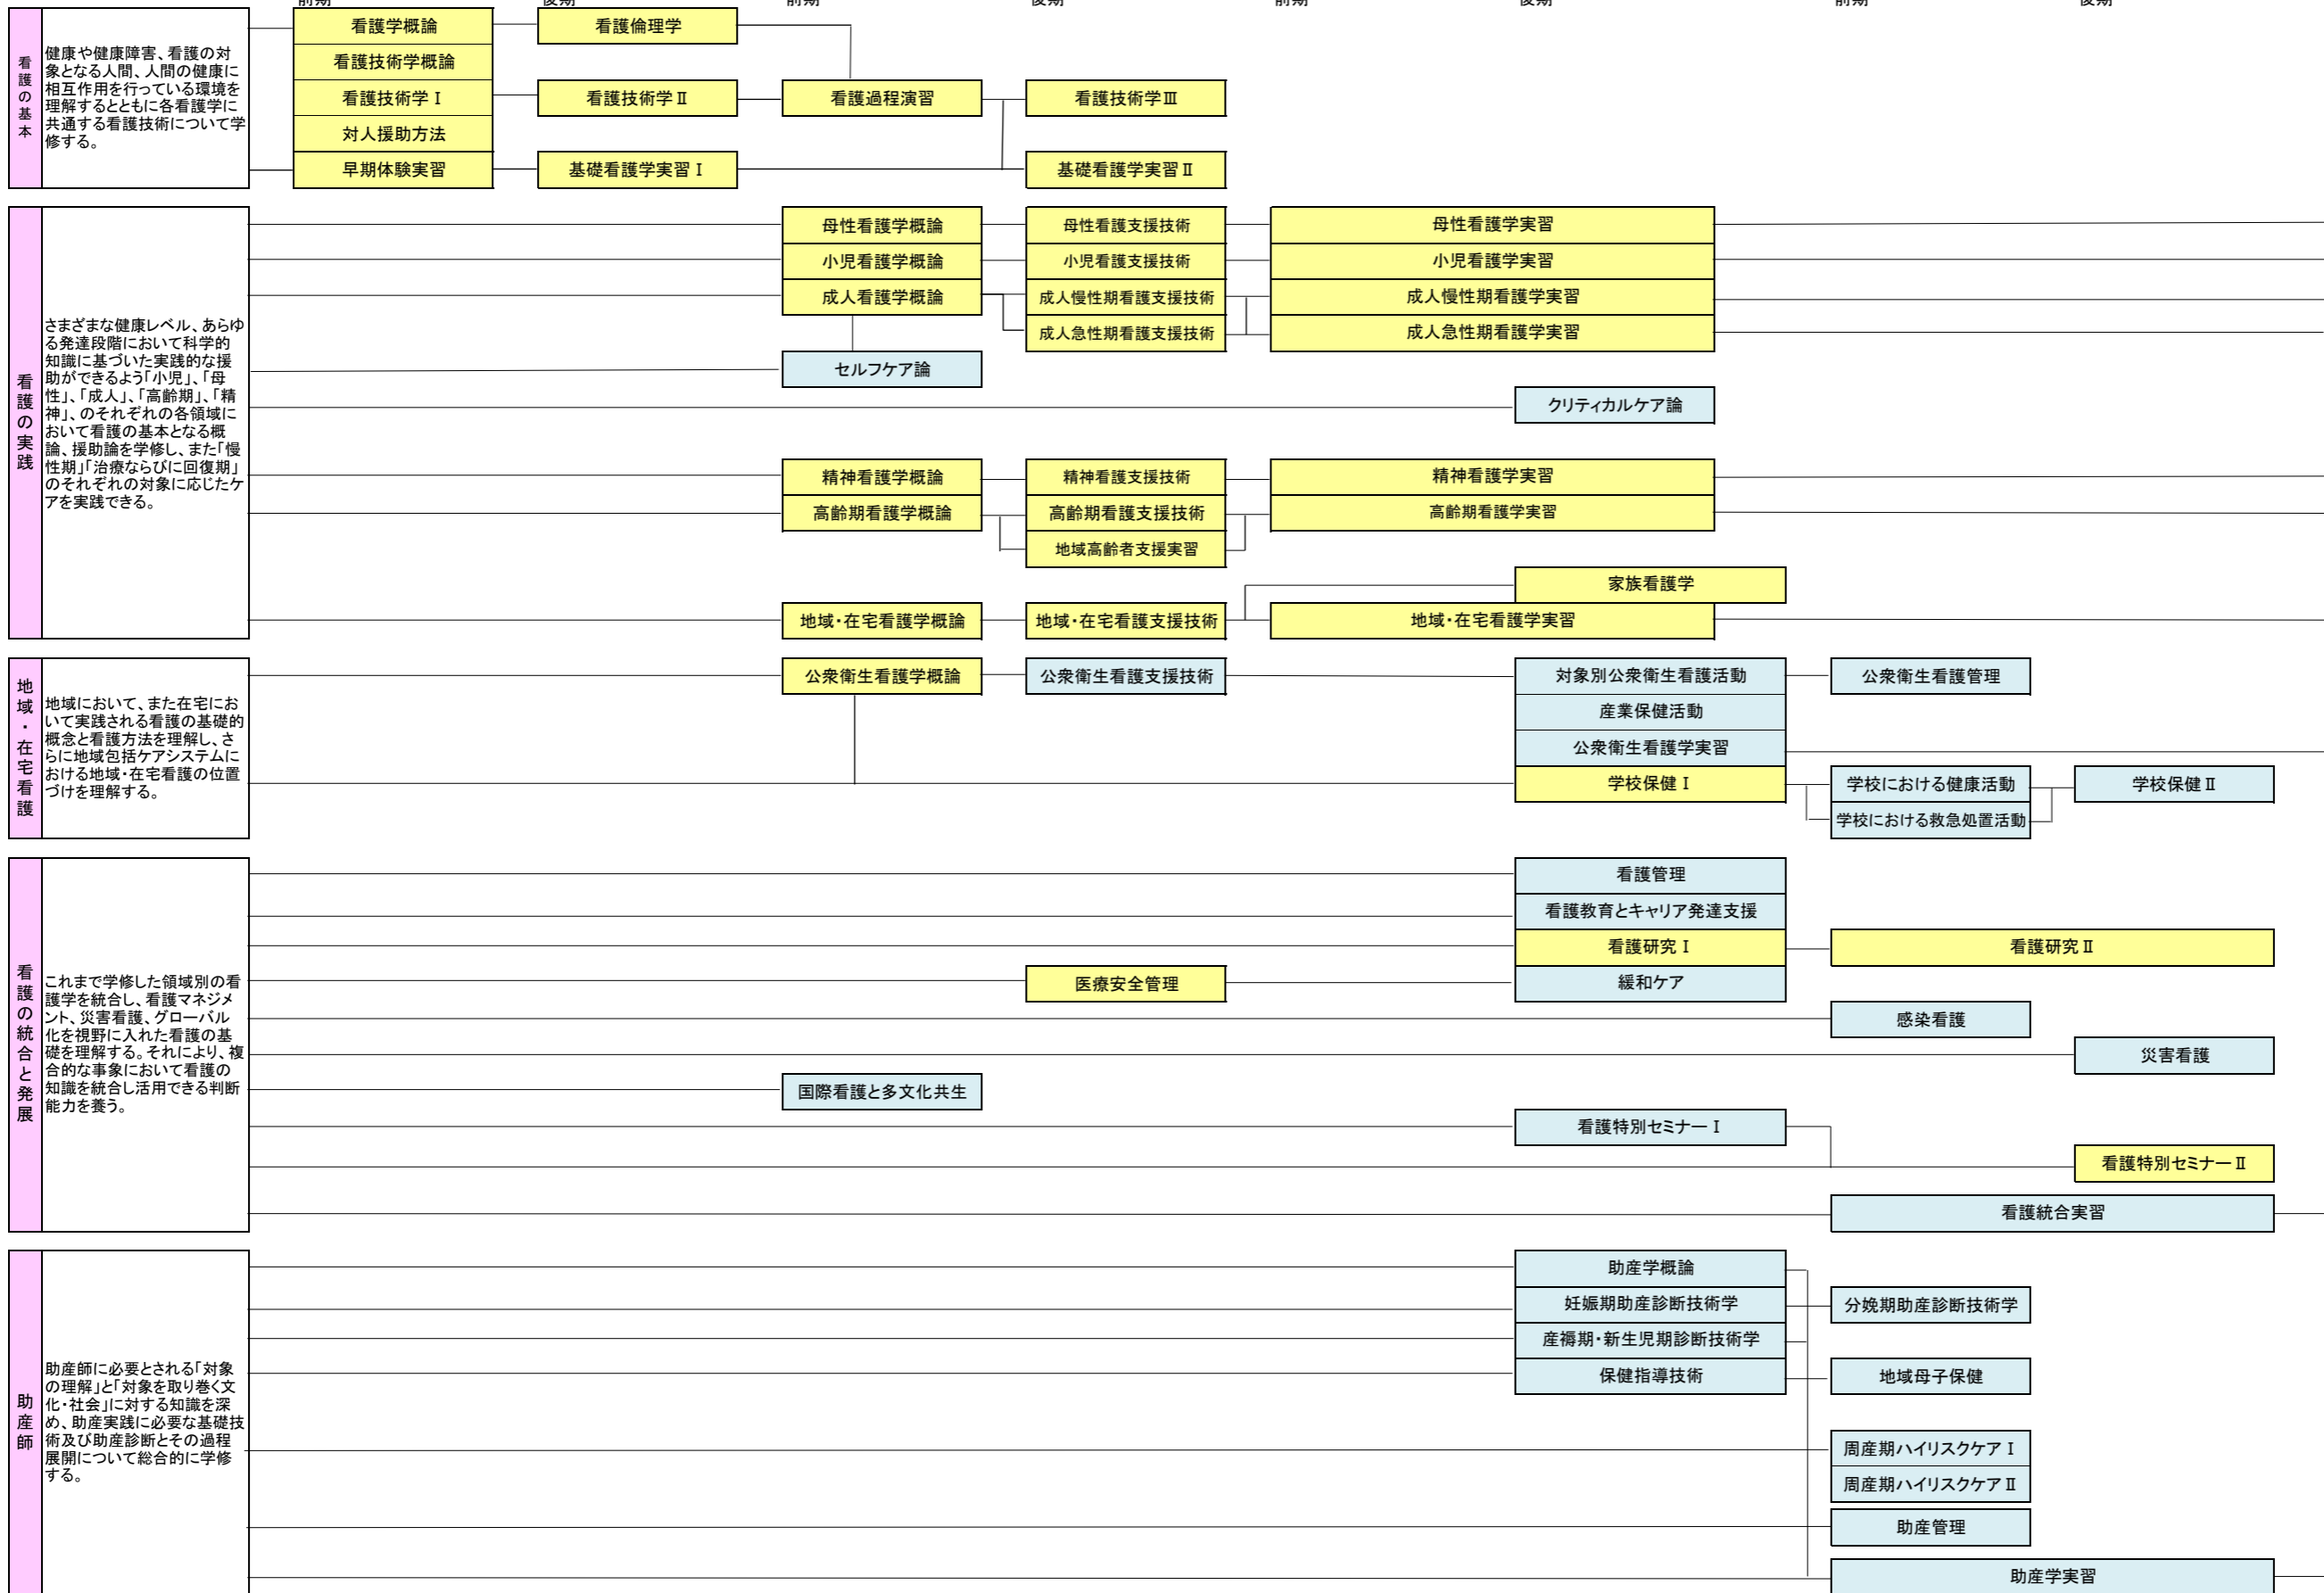 前期 後期 前期 後期 前期 後期 前期 後期
看護の基本
健康や健康障害、看護の対
象となる人間、人間の健康に
相互作用を行っている環境を
理解するとともに各看護学に
共通する看護技術について学
修する。
看護学概論
看護倫理学
看護技術学概論
看護技術学Ⅰ
看護技術学Ⅱ
看護過程演習
看護技術学Ⅲ
対人援助方法
早期体験実習
基礎看護学実習Ⅰ
基礎看護学実習Ⅱ
看護の実践
さまざまな健康レベル、あらゆ
る発達段階において科学的
知識に基づいた実践的な援
助ができるよう「小児」、「母
性」、「成人」、「高齢期」、「精
神」、のそれぞれの各領域に
おいて看護の基本となる概
論、援助論を学修し、また「慢
性期」「治療ならびに回復期」
のそれぞれの対象に応じたケ
アを実践できる。
母性看護学概論
母性看護支援技術
母性看護学実習
小児看護学概論
小児看護支援技術
小児看護学実習
成人看護学概論
成人慢性期看護支援技術
成人慢性期看護学実習
成人急性期看護支援技術
成人急性期看護学実習
セルフケア論
クリティカルケア論
精神看護学概論
精神看護支援技術
精神看護学実習
高齢期看護学概論
高齢期看護支援技術
高齢期看護学実習
地域高齢者支援実習
家族看護学
地域・在宅看護学概論
地域・在宅看護支援技術
地域・在宅看護学実習
地域・在宅看護
地域において、また在宅にお
いて実践される看護の基礎的
概念と看護方法を理解し、さ
らに地域包括ケアシステムに
おける地域・在宅看護の位置
づけを理解する。
公衆衛生看護学概論
公衆衛生看護支援技術
対象別公衆衛生看護活動
公衆衛生看護管理
産業保健活動
公衆衛生看護学実習
学校保健Ⅰ
学校における健康活動
学校保健Ⅱ
学校における救急処置活動
看護の統合と発展
これまで学修した領域別の看
護学を統合し、看護マネジメ
ント、災害看護、グローバル
化を視野に入れた看護の基
礎を理解する。それにより、複
合的な事象において看護の
知識を統合し活用できる判断
能力を養う。
看護管理
看護教育とキャリア発達支援
看護研究Ⅰ
看護研究Ⅱ
医療安全管理
緩和ケア
感染看護
災害看護
国際看護と多文化共生
看護特別セミナーⅠ
看護特別セミナーⅡ
看護統合実習
助産師
助産師に必要とされる「対象
の理解」と「対象を取り巻く文
化・社会」に対する知識を深
め、助産実践に必要な基礎技
術及び助産診断とその過程
展開について総合的に学修
する。
助産学概論
妊娠期助産診断技術学
分娩期助産診断技術学
産褥期・新生児期診断技術学
保健指導技術
地域母子保健
周産期ハイリスクケアⅠ
周産期ハイリスクケアⅡ
助産管理
助産学実習